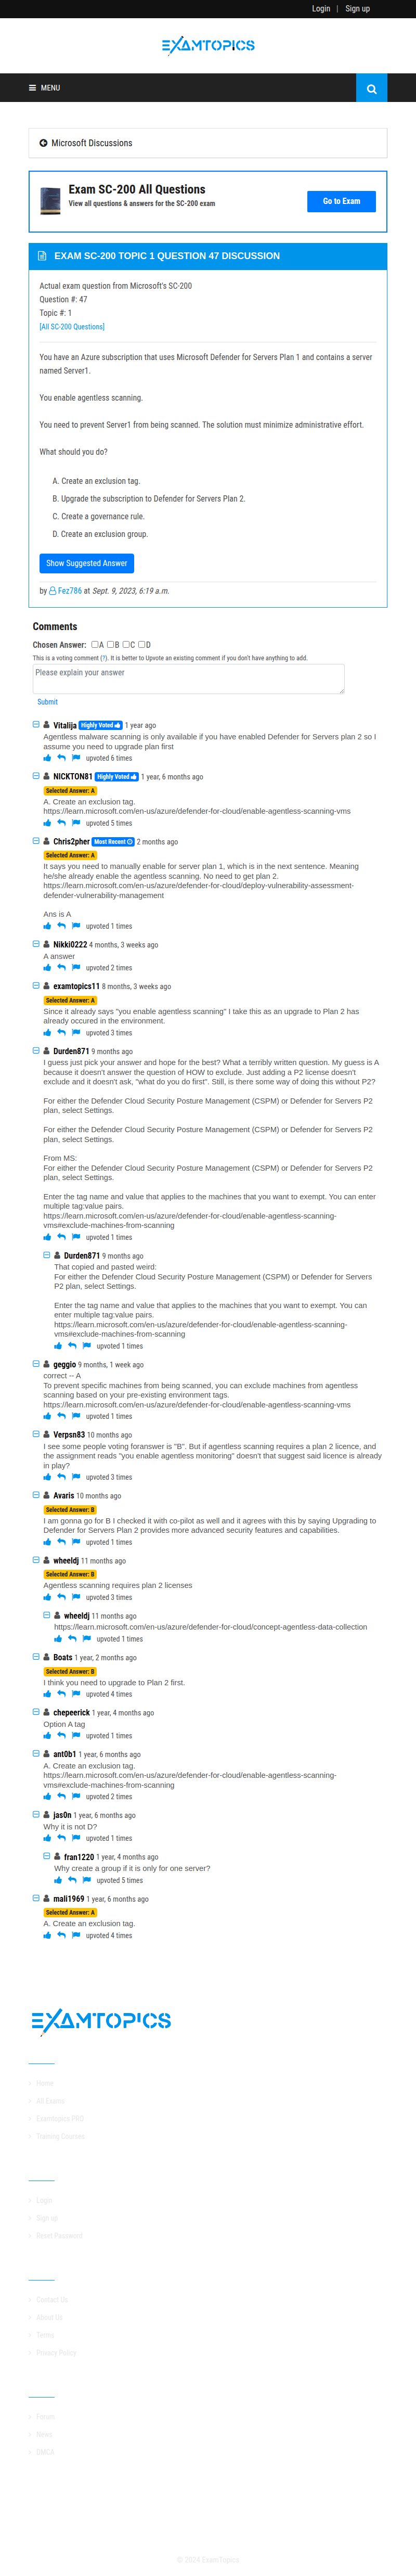 Login | Sign up
EXAMTOPICS
MENU
Microsoft Discussions
Exam SC-200 All Questions
View all questions & answers for the SC-200 exam
Go to Exam
EXAM SC-200 TOPIC 1 QUESTION 47 DISCUSSION
Actual exam question from Microsoft's SC-200
Question #: 47
Topic #: 1
[All SC-200 Questions]
You have an Azure subscription that uses Microsoft Defender for Servers Plan 1 and contains a server
named Server1.
You enable agentless scanning.
You need to prevent Server1 from being scanned. The solution must minimize administrative effort.
What should you do?
A. Create an exclusion tag.
B. Upgrade the subscription to Defender for Servers Plan 2.
C. Create a governance rule.
D. Create an exclusion group.
Show Suggested Answer
by Fez786 at Sept. 9, 2023, 6:19 a.m.
Comments
Chosen Answer: A B C D
This is a voting comment (?). It is better to Upvote an existing comment if you don't have anything to add.
Please explain your answer
Submit
Vitalija Highly Voted 1 year ago
Agentless malware scanning is only available if you have enabled Defender for Servers plan 2 so I
assume you need to upgrade plan first
upvoted 6 times
NICKTON81 Highly Voted 1 year, 6 months ago
Selected Answer: A
A. Create an exclusion tag.
https://learn.microsoft.com/en-us/azure/defender-for-cloud/enable-agentless-scanning-vms
upvoted 5 times
Chris2pher Most Recent 2 months ago
Selected Answer: A
It says you need to manually enable for server plan 1, which is in the next sentence. Meaning
he/she already enable the agentless scanning. No need to get plan 2.
https://learn.microsoft.com/en-us/azure/defender-for-cloud/deploy-vulnerability-assessment-
defender-vulnerability-management
Ans is A
upvoted 1 times
Nikki0222 4 months, 3 weeks ago
A answer
upvoted 2 times
examtopics11 8 months, 3 weeks ago
Selected Answer: A
Since it already says "you enable agentless scanning" I take this as an upgrade to Plan 2 has
already occured in the environment.
upvoted 3 times
Durden871 9 months ago
I guess just pick your answer and hope for the best? What a terribly written question. My guess is A
because it doesn't answer the question of HOW to exclude. Just adding a P2 license doesn't
exclude and it doesn't ask, "what do you do first". Still, is there some way of doing this without P2??
For either the Defender Cloud Security Posture Management (CSPM) or Defender for Servers P2
plan, select Settings.
For either the Defender Cloud Security Posture Management (CSPM) or Defender for Servers P2
plan, select Settings.
From MS:
For either the Defender Cloud Security Posture Management (CSPM) or Defender for Servers P2
plan, select Settings.
Enter the tag name and value that applies to the machines that you want to exempt. You can enter
multiple tag:value pairs.
https://learn.microsoft.com/en-us/azure/defender-for-cloud/enable-agentless-scanning-
vms#exclude-machines-from-scanning
upvoted 1 times
Durden871 9 months ago
That copied and pasted weird:
For either the Defender Cloud Security Posture Management (CSPM) or Defender for Servers
P2 plan, select Settings.
Enter the tag name and value that applies to the machines that you want to exempt. You can
enter multiple tag:value pairs.
https://learn.microsoft.com/en-us/azure/defender-for-cloud/enable-agentless-scanning-
vms#exclude-machines-from-scanning
upvoted 1 times
geggio 9 months, 1 week ago
correct -- A
To prevent specific machines from being scanned, you can exclude machines from agentless
scanning based on your pre-existing environment tags.
https://learn.microsoft.com/en-us/azure/defender-for-cloud/enable-agentless-scanning-vms
upvoted 1 times
Verpsn83 10 months ago
I see some people voting foranswer is "B". But if agentless scanning requires a plan 2 licence, and
the assignment reads "you enable agentless monitoring" doesn't that suggest said licence is already
in play?
upvoted 3 times
Avaris 10 months ago
Selected Answer: B
I am gonna go for B I checked it with co-pilot as well and it agrees with this by saying Upgrading to
Defender for Servers Plan 2 provides more advanced security features and capabilities.
upvoted 1 times
wheeldj 11 months ago
Selected Answer: B
Agentless scanning requires plan 2 licenses
upvoted 3 times
wheeldj 11 months ago
https://learn.microsoft.com/en-us/azure/defender-for-cloud/concept-agentless-data-collection
upvoted 1 times
Boats 1 year, 2 months ago
Selected Answer: B
I think you need to upgrade to Plan 2 first.
upvoted 4 times
chepeerick 1 year, 4 months ago
Option A tag
upvoted 1 times
ant0b1 1 year, 6 months ago
A. Create an exclusion tag.
https://learn.microsoft.com/en-us/azure/defender-for-cloud/enable-agentless-scanning-
vms#exclude-machines-from-scanning
upvoted 2 times
jas0n 1 year, 6 months ago
Why it is not D?
upvoted 1 times
fran1220 1 year, 4 months ago
Why create a group if it is only for one server?
upvoted 5 times
mali1969 1 year, 6 months ago
Selected Answer: A
A. Create an exclusion tag.
upvoted 4 times
EXAMTOPICS
Home
All Exams
Examtopics PRO
Training Courses
Login
Sign up
Reset Password
Contact Us
About Us
Terms
Privacy Policy
Forum
News
DMCA
© 2024 ExamTopics